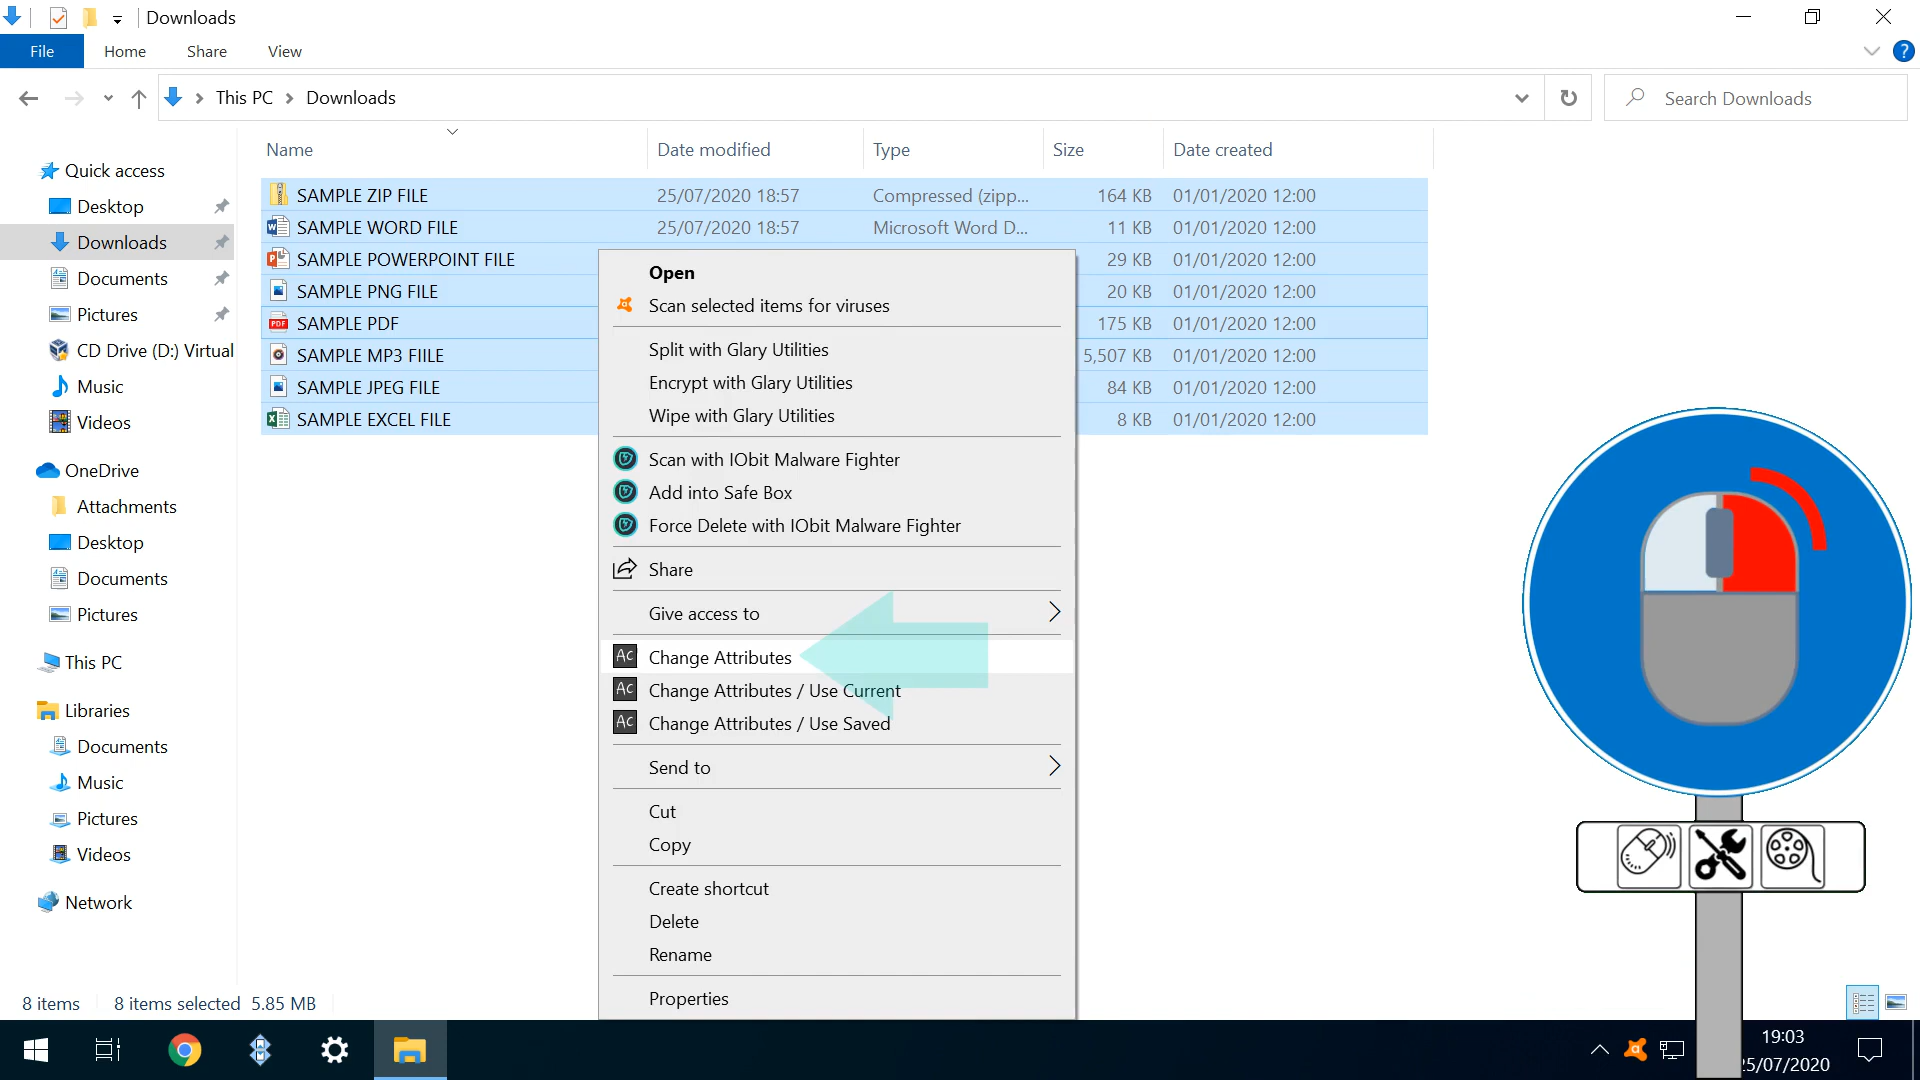 Downloads
File Home Share View
This PC Downloads
Search Downloads
Name Date modified Type Size Date created
Quick access
Desktop
Downloads
Documents
Pictures
CD Drive (D:) Virtual
Music
Videos
OneDrive
Attachments
Desktop
Documents
Pictures
This PC
Libraries
Documents
Music
Pictures
Videos
Network
SAMPLE ZIP FILE 25/07/2020 18:57 Compressed (zipp... 164 KB 01/01/2020 12:00
SAMPLE WORD FILE 25/07/2020 18:57 Microsoft Word D... 11 KB 01/01/2020 12:00
SAMPLE POWERPOINT FILE 29 KB 01/01/2020 12:00
SAMPLE PNG FILE 20 KB 01/01/2020 12:00
SAMPLE PDF 175 KB 01/01/2020 12:00
SAMPLE MP3 FIILE 5,507 KB 01/01/2020 12:00
SAMPLE JPEG FILE 84 KB 01/01/2020 12:00
SAMPLE EXCEL FILE 8 KB 01/01/2020 12:00
Open
Scan selected items for viruses
Split with Glary Utilities
Encrypt with Glary Utilities
Wipe with Glary Utilities
Scan with IObit Malware Fighter
Add into Safe Box
Force Delete with IObit Malware Fighter
Share
Give access to
AC Change Attributes
AC Change Attributes / Use Current
AC Change Attributes / Use Saved
Send to
Cut
Copy
Create shortcut
Delete
Rename
Properties
8 items 8 items selected 5.85 MB
19:03
5/07/2020